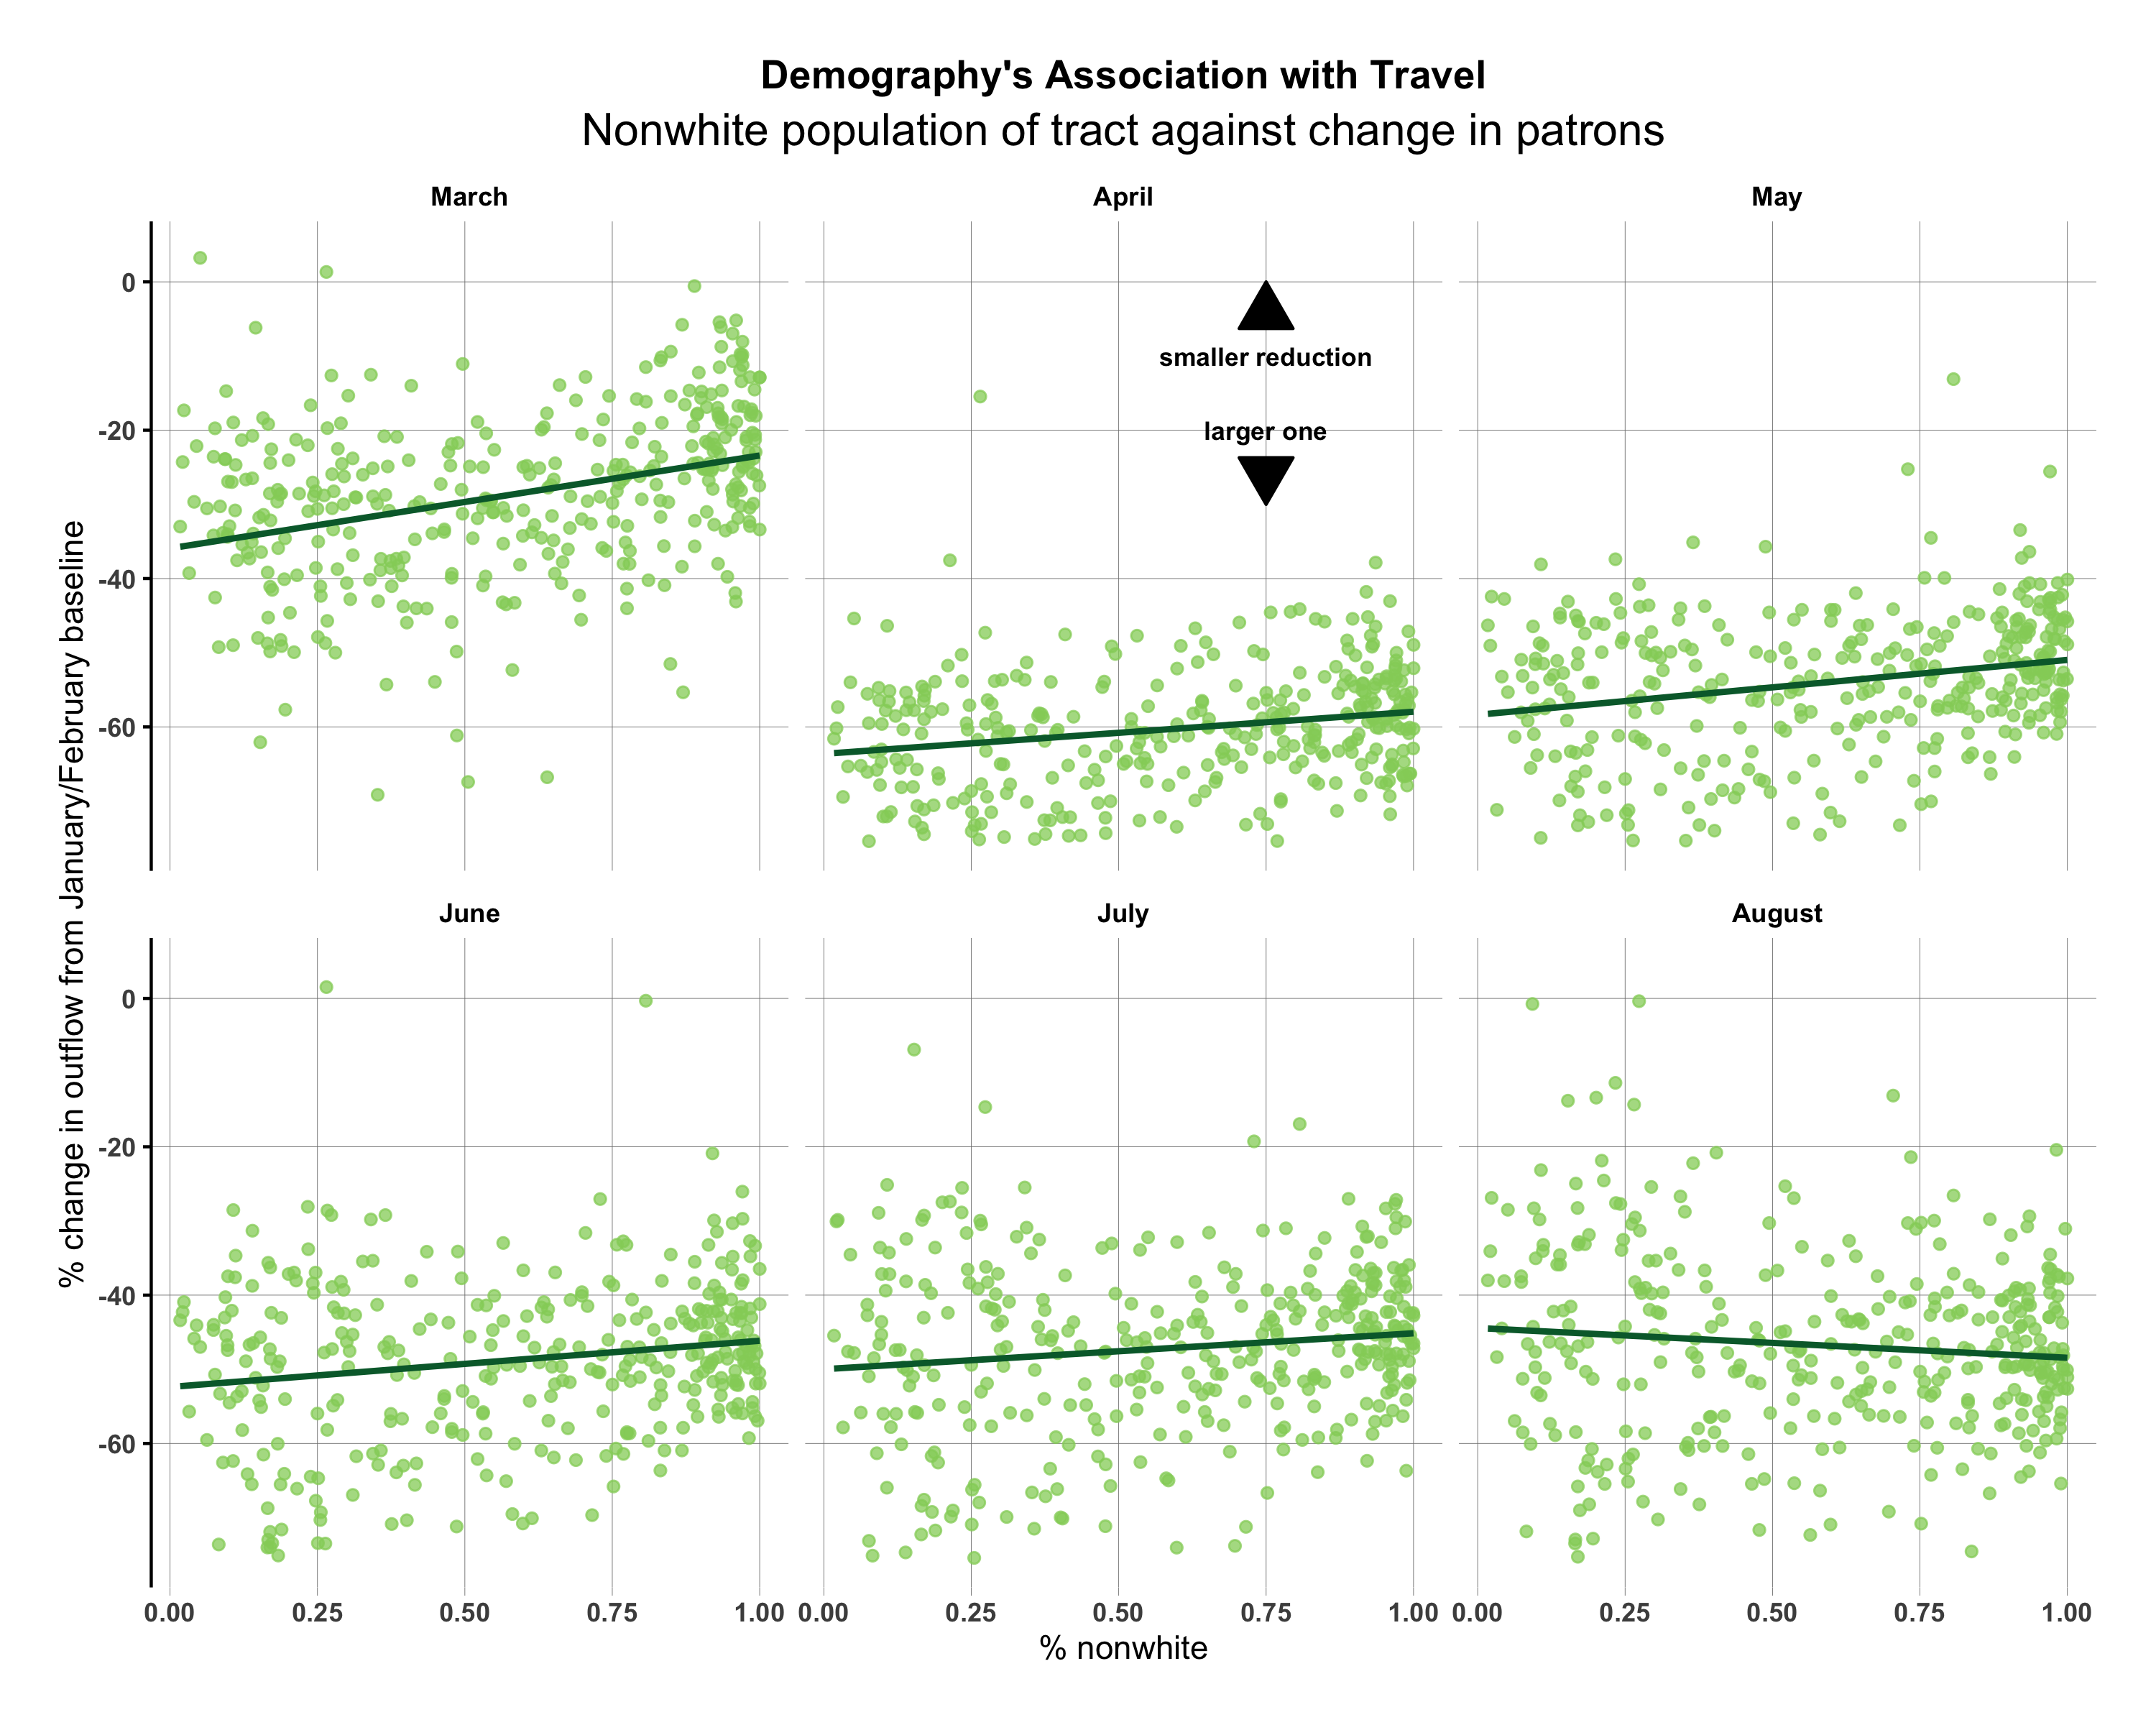 Demography's Association with Travel
Nonwhite population of tract against change in patrons
March
April
May
0
-20
-40
-60
smaller reduction
larger one
% change in outflow from January/February baseline
June
July
August
0
-20
-40
-60
0.00 0.25 0.50 0.75 1.00 0.00 0.25 0.50 0.75 1.00 0.00 0.25 0.50 0.75 1.00
% nonwhite